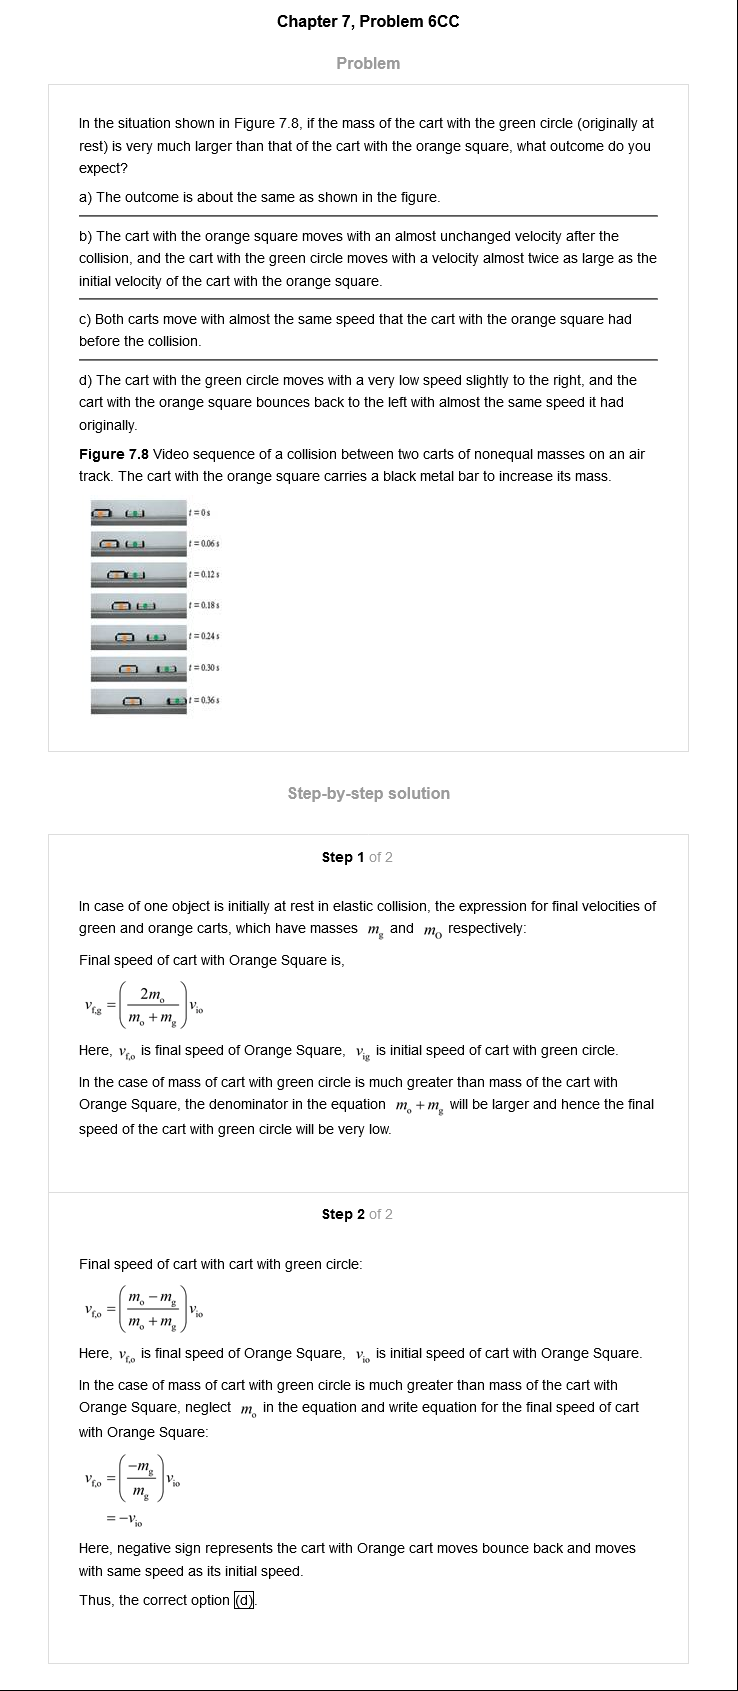 Chapter 7, Problem 6CC
Problem
In the situation shown in Figure 7.8, if the mass of the cart with the green circle (originally at
rest) is very much larger than that of the cart with the orange square, what outcome do you
expect?
a) The outcome is about the same as shown in the figure.
b) The cart with the orange square moves with an almost unchanged velocity after the
collision, and the cart with the green circle moves with a velocity almost twice as large as the
initial velocity of the cart with the orange square.
c) Both carts move with almost the same speed that the cart with the orange square had
before the collision.
d) The cart with the green circle moves with a very low speed slightly to the right, and the
cart with the orange square bounces back to the left with almost the same speed it had
originally.
Figure 7.8 Video sequence of a collision between two carts of nonequal masses on an air
track. The cart with the orange square carries a black metal bar to increase its mass.
t = 0 s
t = 0.06 s
t = 0.12 s
t = 0.18 s
t = 0.24 s
t = 0.30 s
t = 0.36 s
Step-by-step solution
Step 1 of 2
In case of one object is initially at rest in elastic collision, the expression for final velocities of
green and orange carts, which have masses m_g and m_O respectively:
Final speed of cart with Orange Square is,
v_{f,g} = (2m_o / (m_o + m_g)) v_{io}
Here, v_{f,o} is final speed of Orange Square, v_{ig} is initial speed of cart with green circle.
In the case of mass of cart with green circle is much greater than mass of the cart with
Orange Square, the denominator in the equation m_o + m_g will be larger and hence the final
speed of the cart with green circle will be very low.
Step 2 of 2
Final speed of cart with cart with green circle:
v_{f,o} = ((m_o − m_g) / (m_o + m_g)) v_{io}
Here, v_{f,o} is final speed of Orange Square, v_{io} is initial speed of cart with Orange Square.
In the case of mass of cart with green circle is much greater than mass of the cart with
Orange Square, neglect m_o in the equation and write equation for the final speed of cart
with Orange Square:
v_{f,o} = (−m_g / m_g) v_{io}
= −v_{io}
Here, negative sign represents the cart with Orange cart moves bounce back and moves
with same speed as its initial speed.
Thus, the correct option (d).